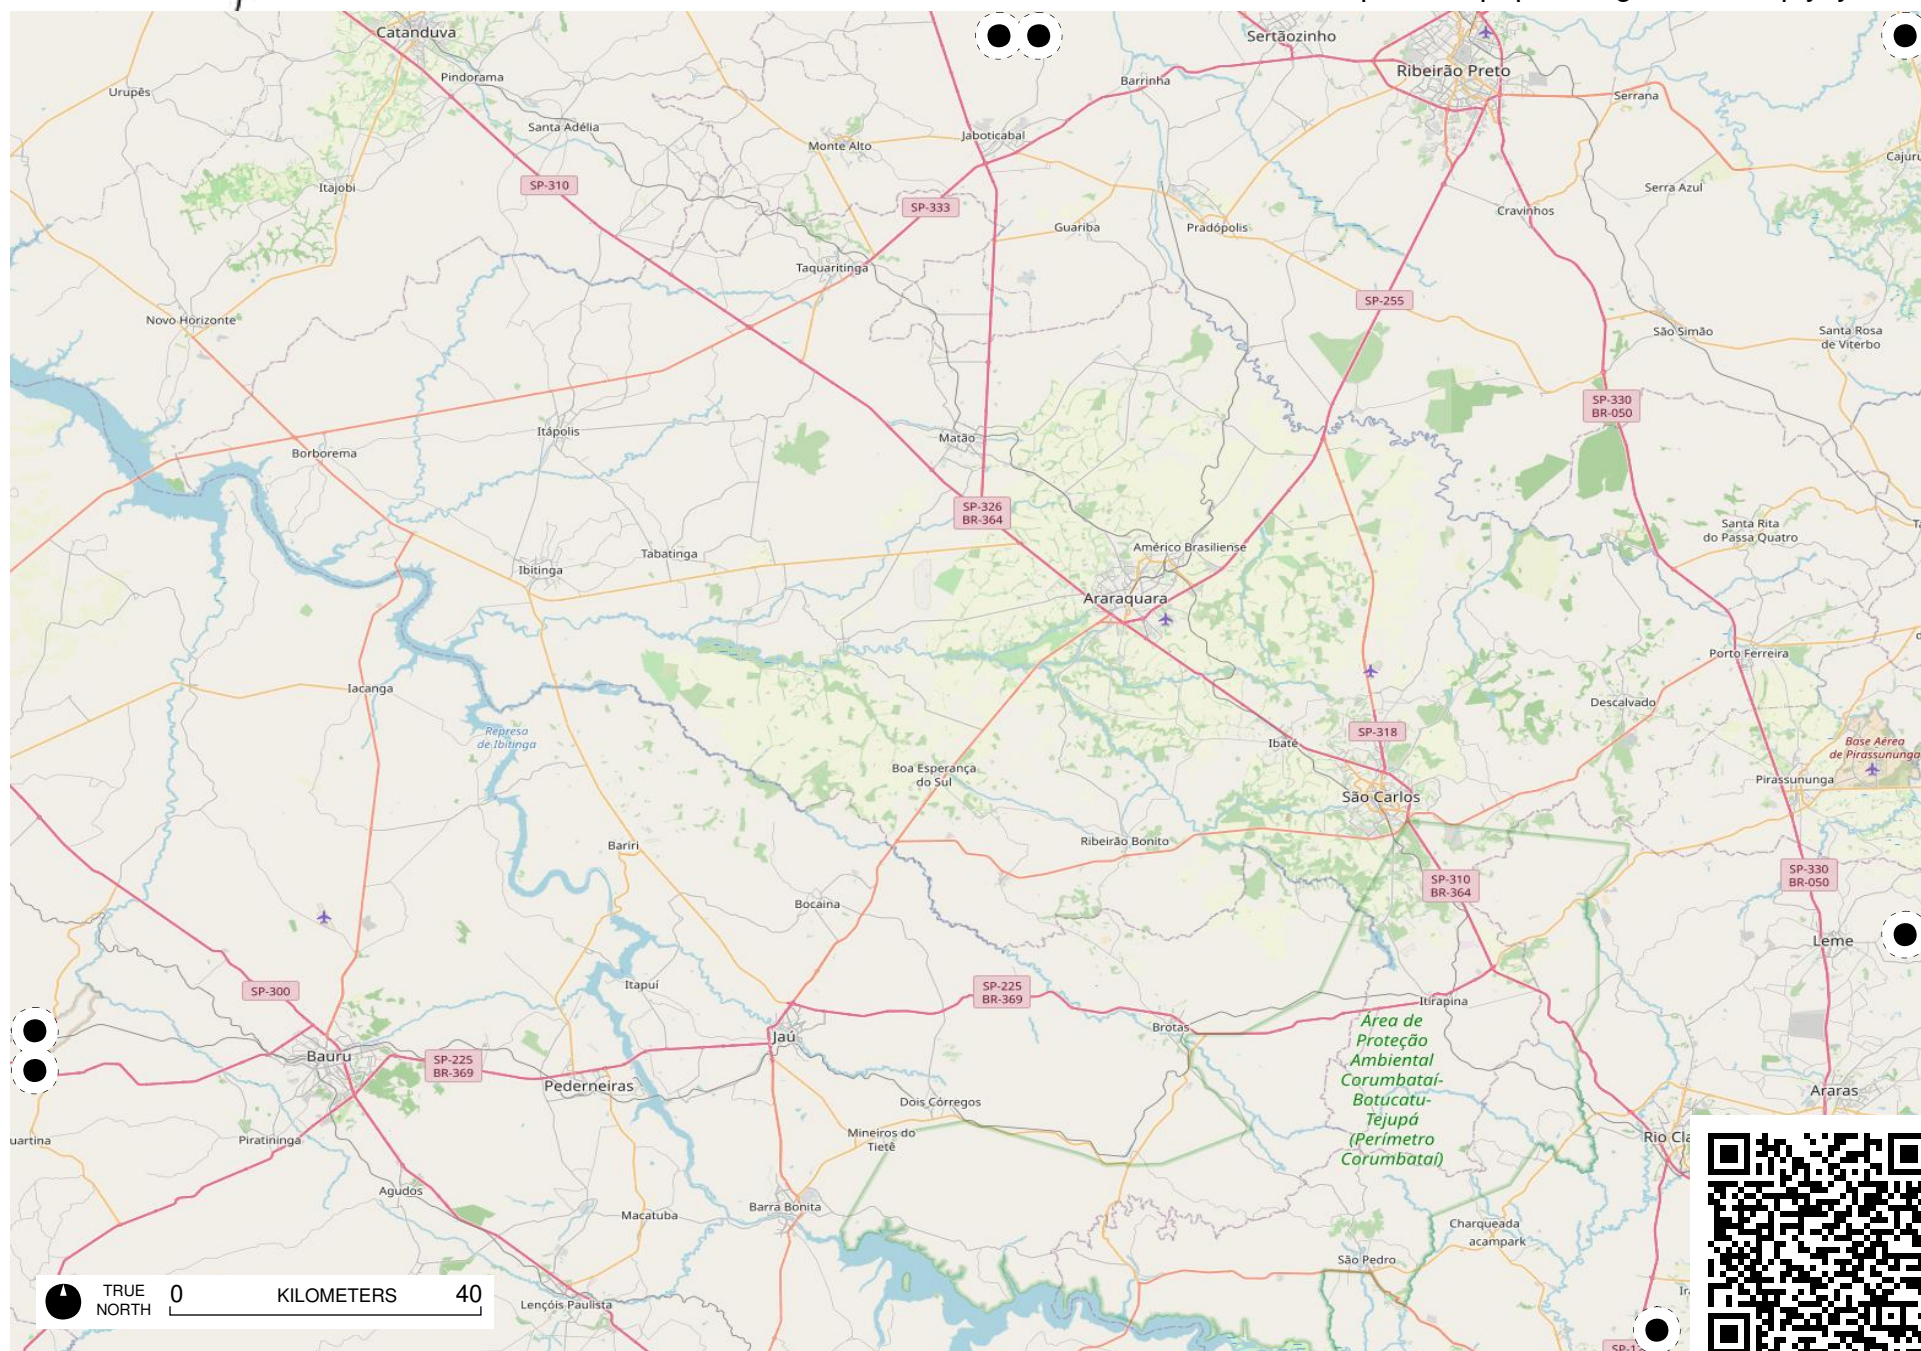 Catanduva
Sertãozinho
Ribeirão Preto
Pindorama
Barrinha
Urupês
Serrana
Santa Adélia
Jaboticabal
Monte Alto
Itajobi
SP-310
Serra Azul
SP-333
Cravinhos
Guariba
Pradópolis
Taquaritinga
SP-255
Novo Horizonte
São Simão
Santa Rosa
de Viterbo
SP-330
BR-050
Itápolis
Matão
Borborema
SP-326
BR-364
Santa Rita
do Passa Quatro
Américo Brasiliense
Tabatinga
Ibitinga
Araraquara
Porto Ferreira
Iacanga
Descalvado
Represa
de Ibitinga
SP-318
Ibaté
Base Aérea
de Pirassununga
Boa Esperança
do Sul
Pirassununga
São Carlos
Bariri
Ribeirão Bonito
SP-310
BR-364
SP-330
BR-050
Bocaina
Leme
Itapuí
SP-300
SP-225
BR-369
Itirapina
Brotas
Área de
Proteção
Ambiental
Corumbataí-
Botucatu-
Tejupá
(Perímetro
Corumbataí)
Jaú
Bauru
SP-225
BR-369
Pederneiras
Araras
Dois Córregos
Mineiros do
Tietê
Piratininga
Agudos
Barra Bonita
Macatuba
Charqueada
acampark
São Pedro
Lençóis Paulista
TRUE
NORTH
0 KILOMETERS 40